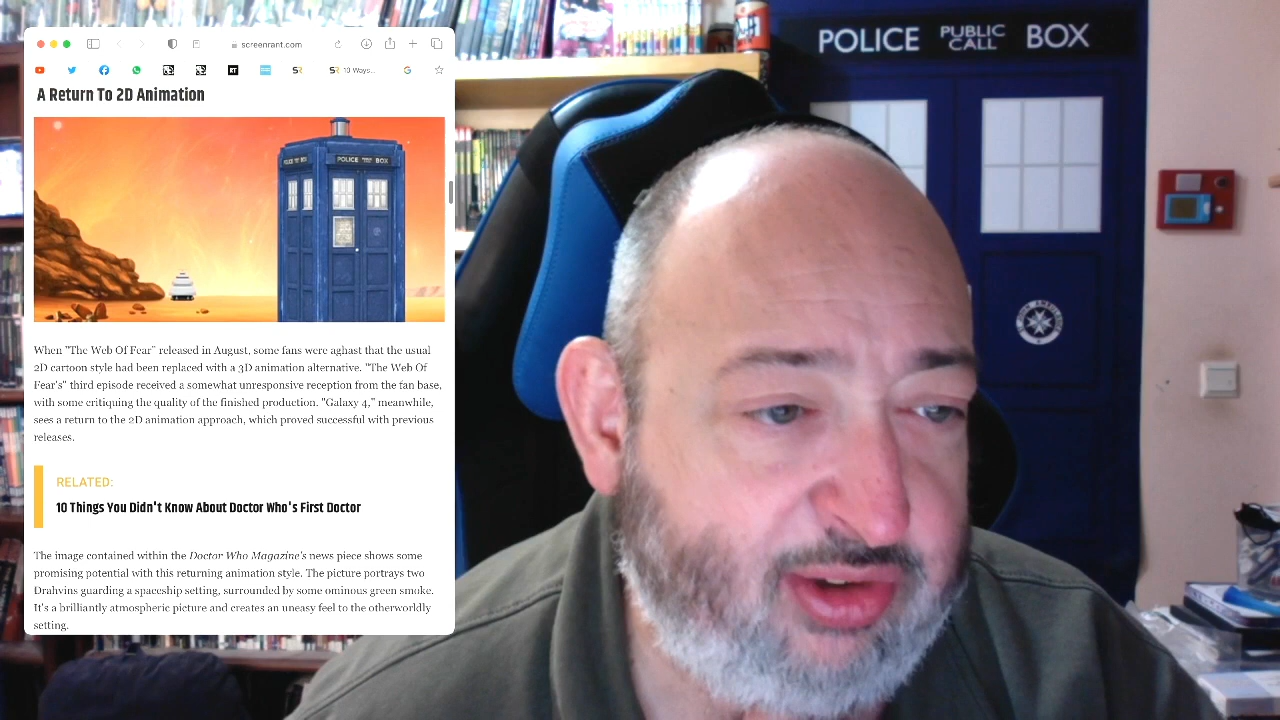 screenrant.com
SR 10 Ways...
A Return To 2D Animation
POLICE BOX
When "The Web Of Fear" released in August, some fans were aghast that the usual
2D cartoon style had been replaced with a 3D animation alternative. "The Web Of
Fear's" third episode received a somewhat unresponsive reception from the fan base,
with some critiquing the quality of the finished production. "Galaxy 4," meanwhile,
sees a return to the 2D animation approach, which proved successful with previous
releases.
RELATED:
10 Things You Didn't Know About Doctor Who's First Doctor
The image contained within the Doctor Who Magazine's news piece shows some
promising potential with this returning animation style. The picture portrays two
Drahvins guarding a spaceship setting, surrounded by some ominous green smoke.
It's a brilliantly atmospheric picture and creates an uneasy feel to the otherworldly
setting.
POLICE PUBLIC CALL BOX